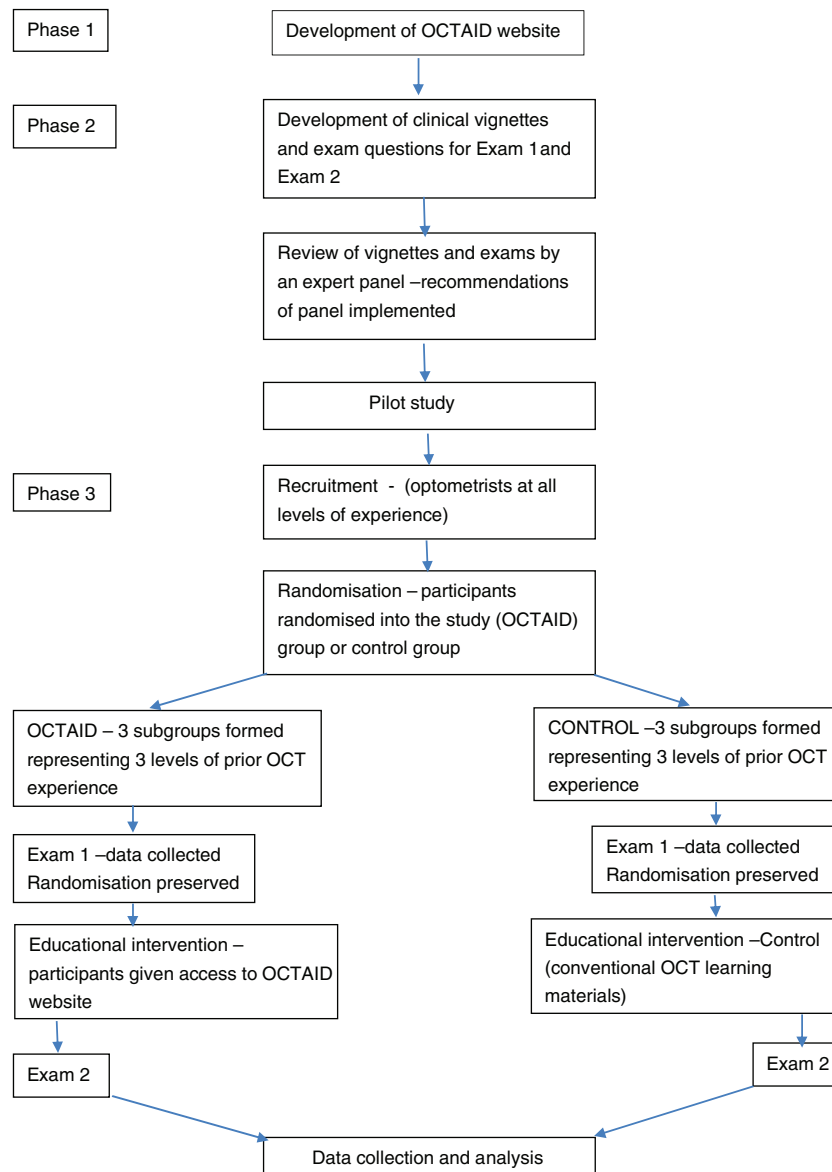 Phase 1
Development of OCTAID website
Phase 2
Development of clinical vignettes
and exam questions for Exam 1 and
Exam 2
Review of vignettes and exams by
an expert panel –recommendations
of panel implemented
Pilot study
Phase 3
Recruitment - (optometrists at all
levels of experience)
Randomisation – participants
randomised into the study (OCTAID)
group or control group
OCTAID – 3 subgroups formed
representing 3 levels of prior OCT
experience
CONTROL –3 subgroups formed
representing 3 levels of prior OCT
experience
Exam 1 –data collected
Randomisation preserved
Exam 1 –data collected
Randomisation preserved
Educational intervention –
participants given access to OCTAID
website
Educational intervention –Control
(conventional OCT learning
materials)
Exam 2
Exam 2
Data collection and analysis